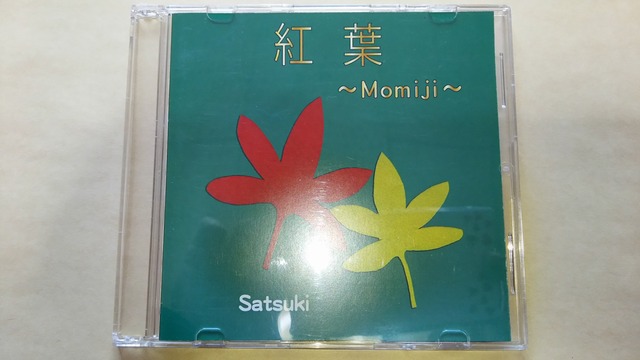 紅葉
～Momiji～
Satsuki